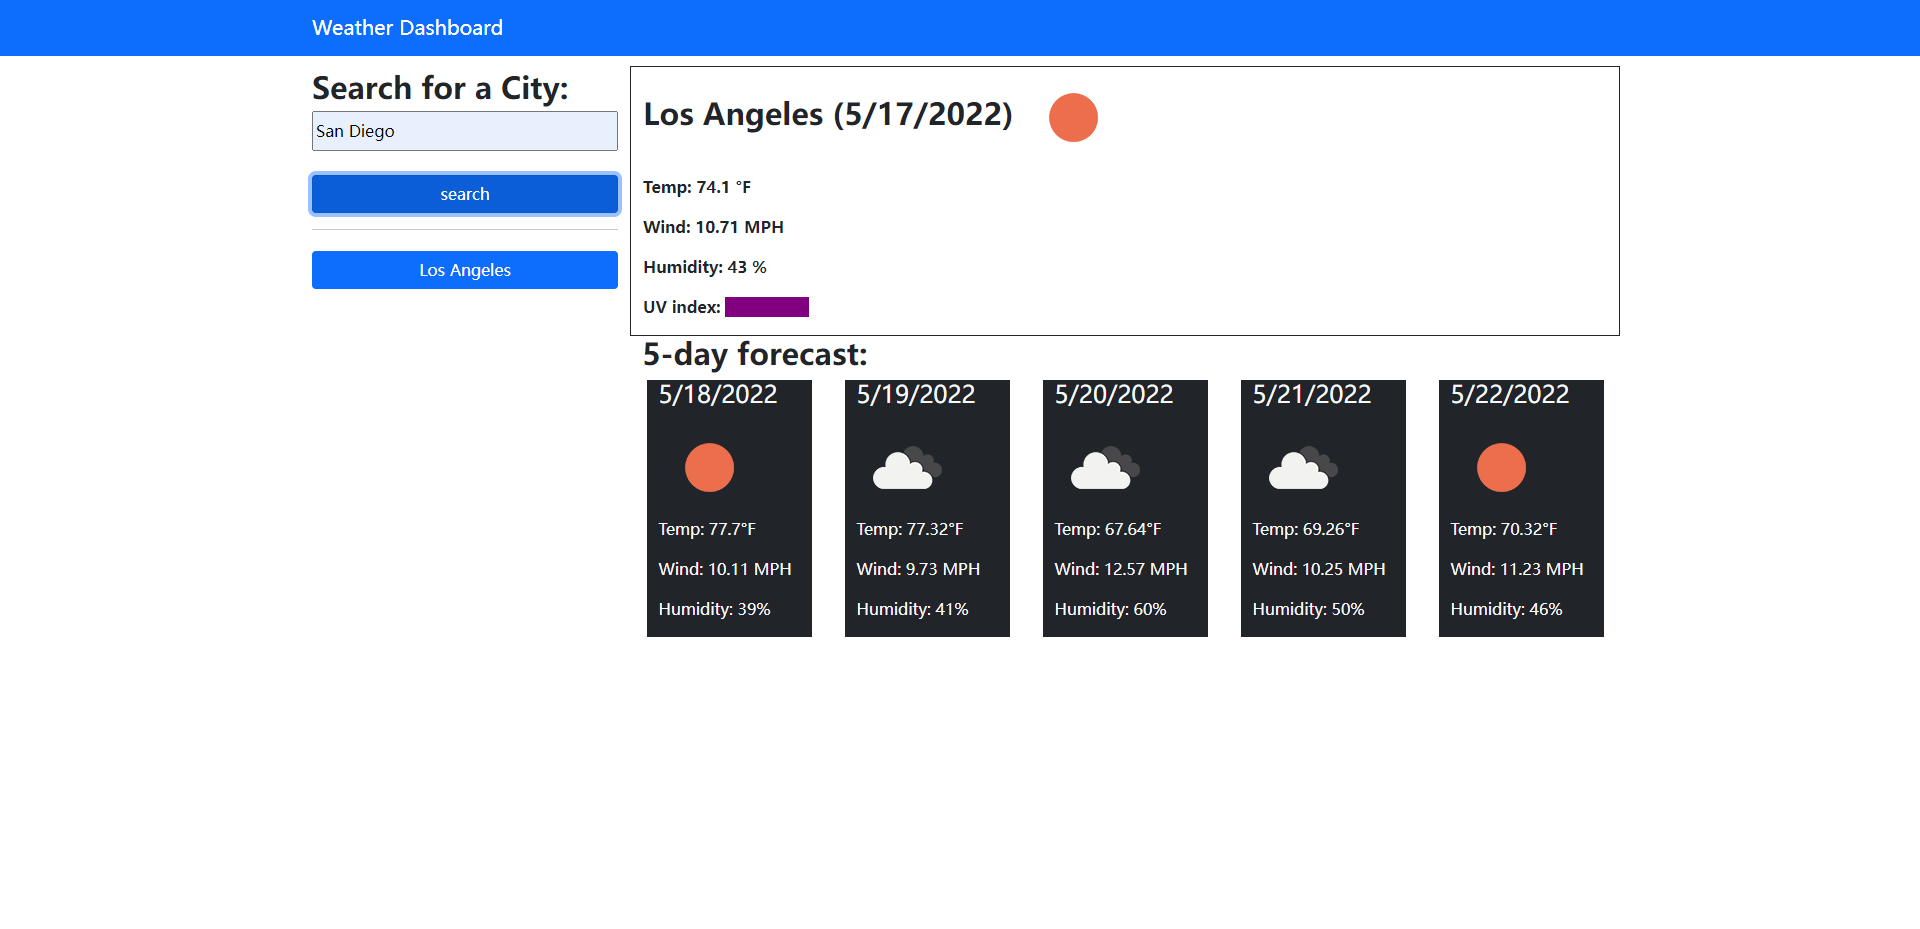 Weather Dashboard
Search for a City:
San Diego
search
Los Angeles
Los Angeles (5/17/2022)
Temp: 74.1 °F
Wind: 10.71 MPH
Humidity: 43 %
UV index:
5-day forecast:
5/18/2022
Temp: 77.7°F
Wind: 10.11 MPH
Humidity: 39%
5/19/2022
Temp: 77.32°F
Wind: 9.73 MPH
Humidity: 41%
5/20/2022
Temp: 67.64°F
Wind: 12.57 MPH
Humidity: 60%
5/21/2022
Temp: 69.26°F
Wind: 10.25 MPH
Humidity: 50%
5/22/2022
Temp: 70.32°F
Wind: 11.23 MPH
Humidity: 46%